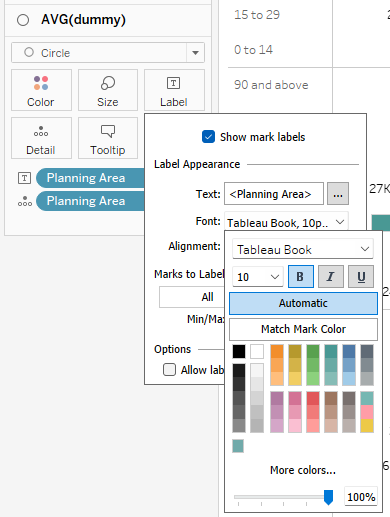 AVG(dummy)
Circle
Color
Size
Label
Detail
Tooltip
Planning Area
Planning Area
15 to 29
0 to 14
90 and above
27K
Show mark labels
Label Appearance
Text: <Planning Area> ...
Font: Tableau Book, 10p..
Alignment:
Marks to Label
All
Min/Max
Options
Tableau Book
10 B I U
Automatic
Match Mark Color
More colors...
100%